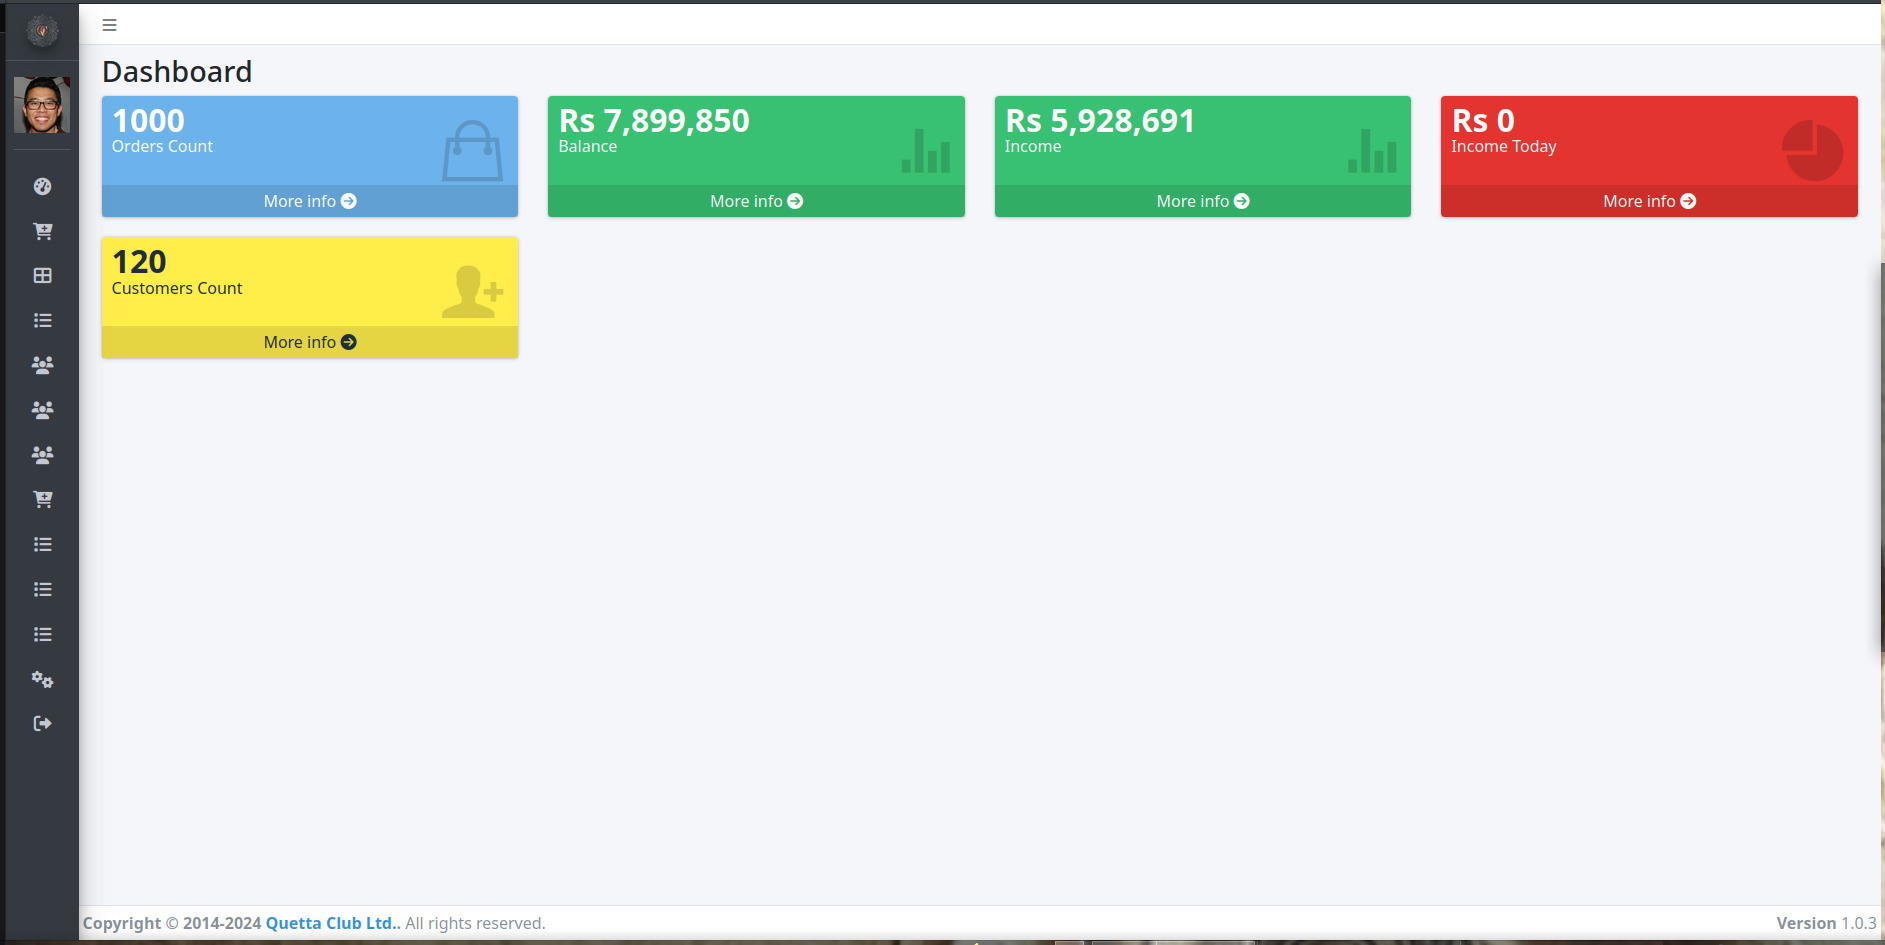 Dashboard
1000
Orders Count
More info
Rs 7,899,850
Balance
More info
Rs 5,928,691
Income
More info
Rs 0
Income Today
More info
120
Customers Count
More info
Copyright © 2014-2024 Quetta Club Ltd.. All rights reserved.
Version 1.0.3